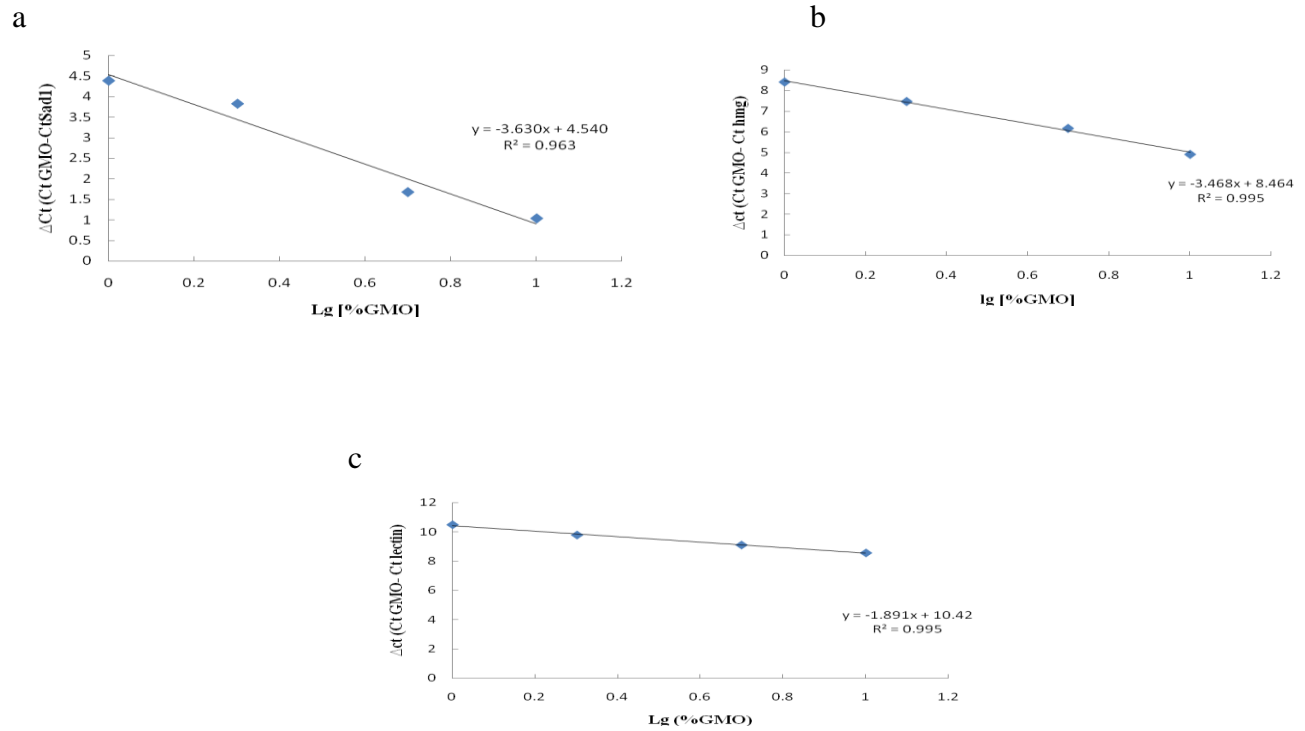 a
5
4.5
4
3.5
3
2.5
2
1.5
1
0.5
0
ΔCt (Ct GMO-CtSad1)
y = -3.630x + 4.540
R² = 0.963
0 0.2 0.4 0.6 0.8 1 1.2
Lg [%GMO]
b
9
8
7
6
5
4
3
2
1
0
Δct (Ct GMO- Ct hmg)
y = -3.468x + 8.464
R² = 0.995
0 0.2 0.4 0.6 0.8 1 1.2
lg [%GMO]
c
12
10
8
6
4
2
0
Δct (Ct GMO- Ct lectin)
y = -1.891x + 10.42
R² = 0.995
0 0.2 0.4 0.6 0.8 1 1.2
Lg (%GMO)